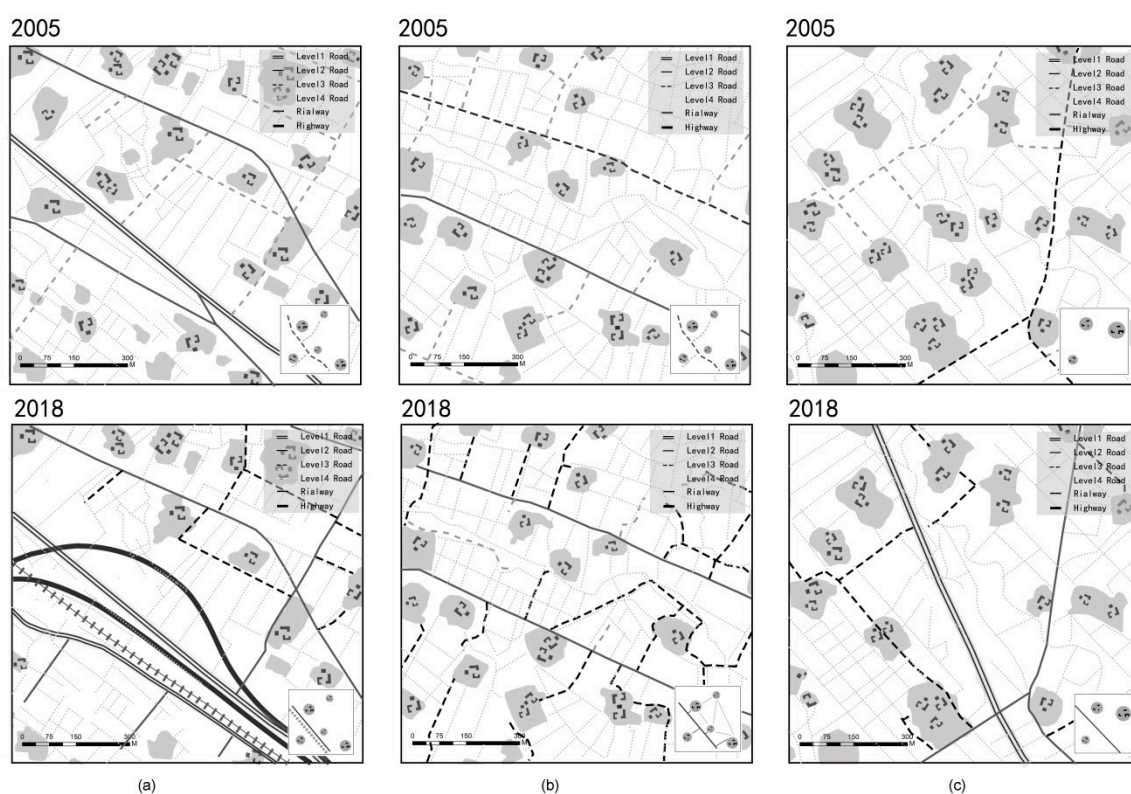 2005
2005
2005
Level1 Road
Level2 Road
Level3 Road
Level4 Road
Rialway
Highway
0 75 150 300
M
Level1 Road
Level2 Road
Level3 Road
Level4 Road
Rialway
Highway
0 75 150 300
M
Level1 Road
Level2 Road
Level3 Road
Level4 Road
Rialway
Highway
0 75 150 300
M
2018
2018
2018
Level1 Road
Level2 Road
Level3 Road
Level4 Road
Rialway
Highway
0 75 150 300
M
Level1 Road
Level2 Road
Level3 Road
Level4 Road
Rialway
Highway
0 75 150 300
M
Level1 Road
Level2 Road
Level3 Road
Level4 Road
Rialway
Highway
0 75 150 300
M
(a)
(b)
(c)